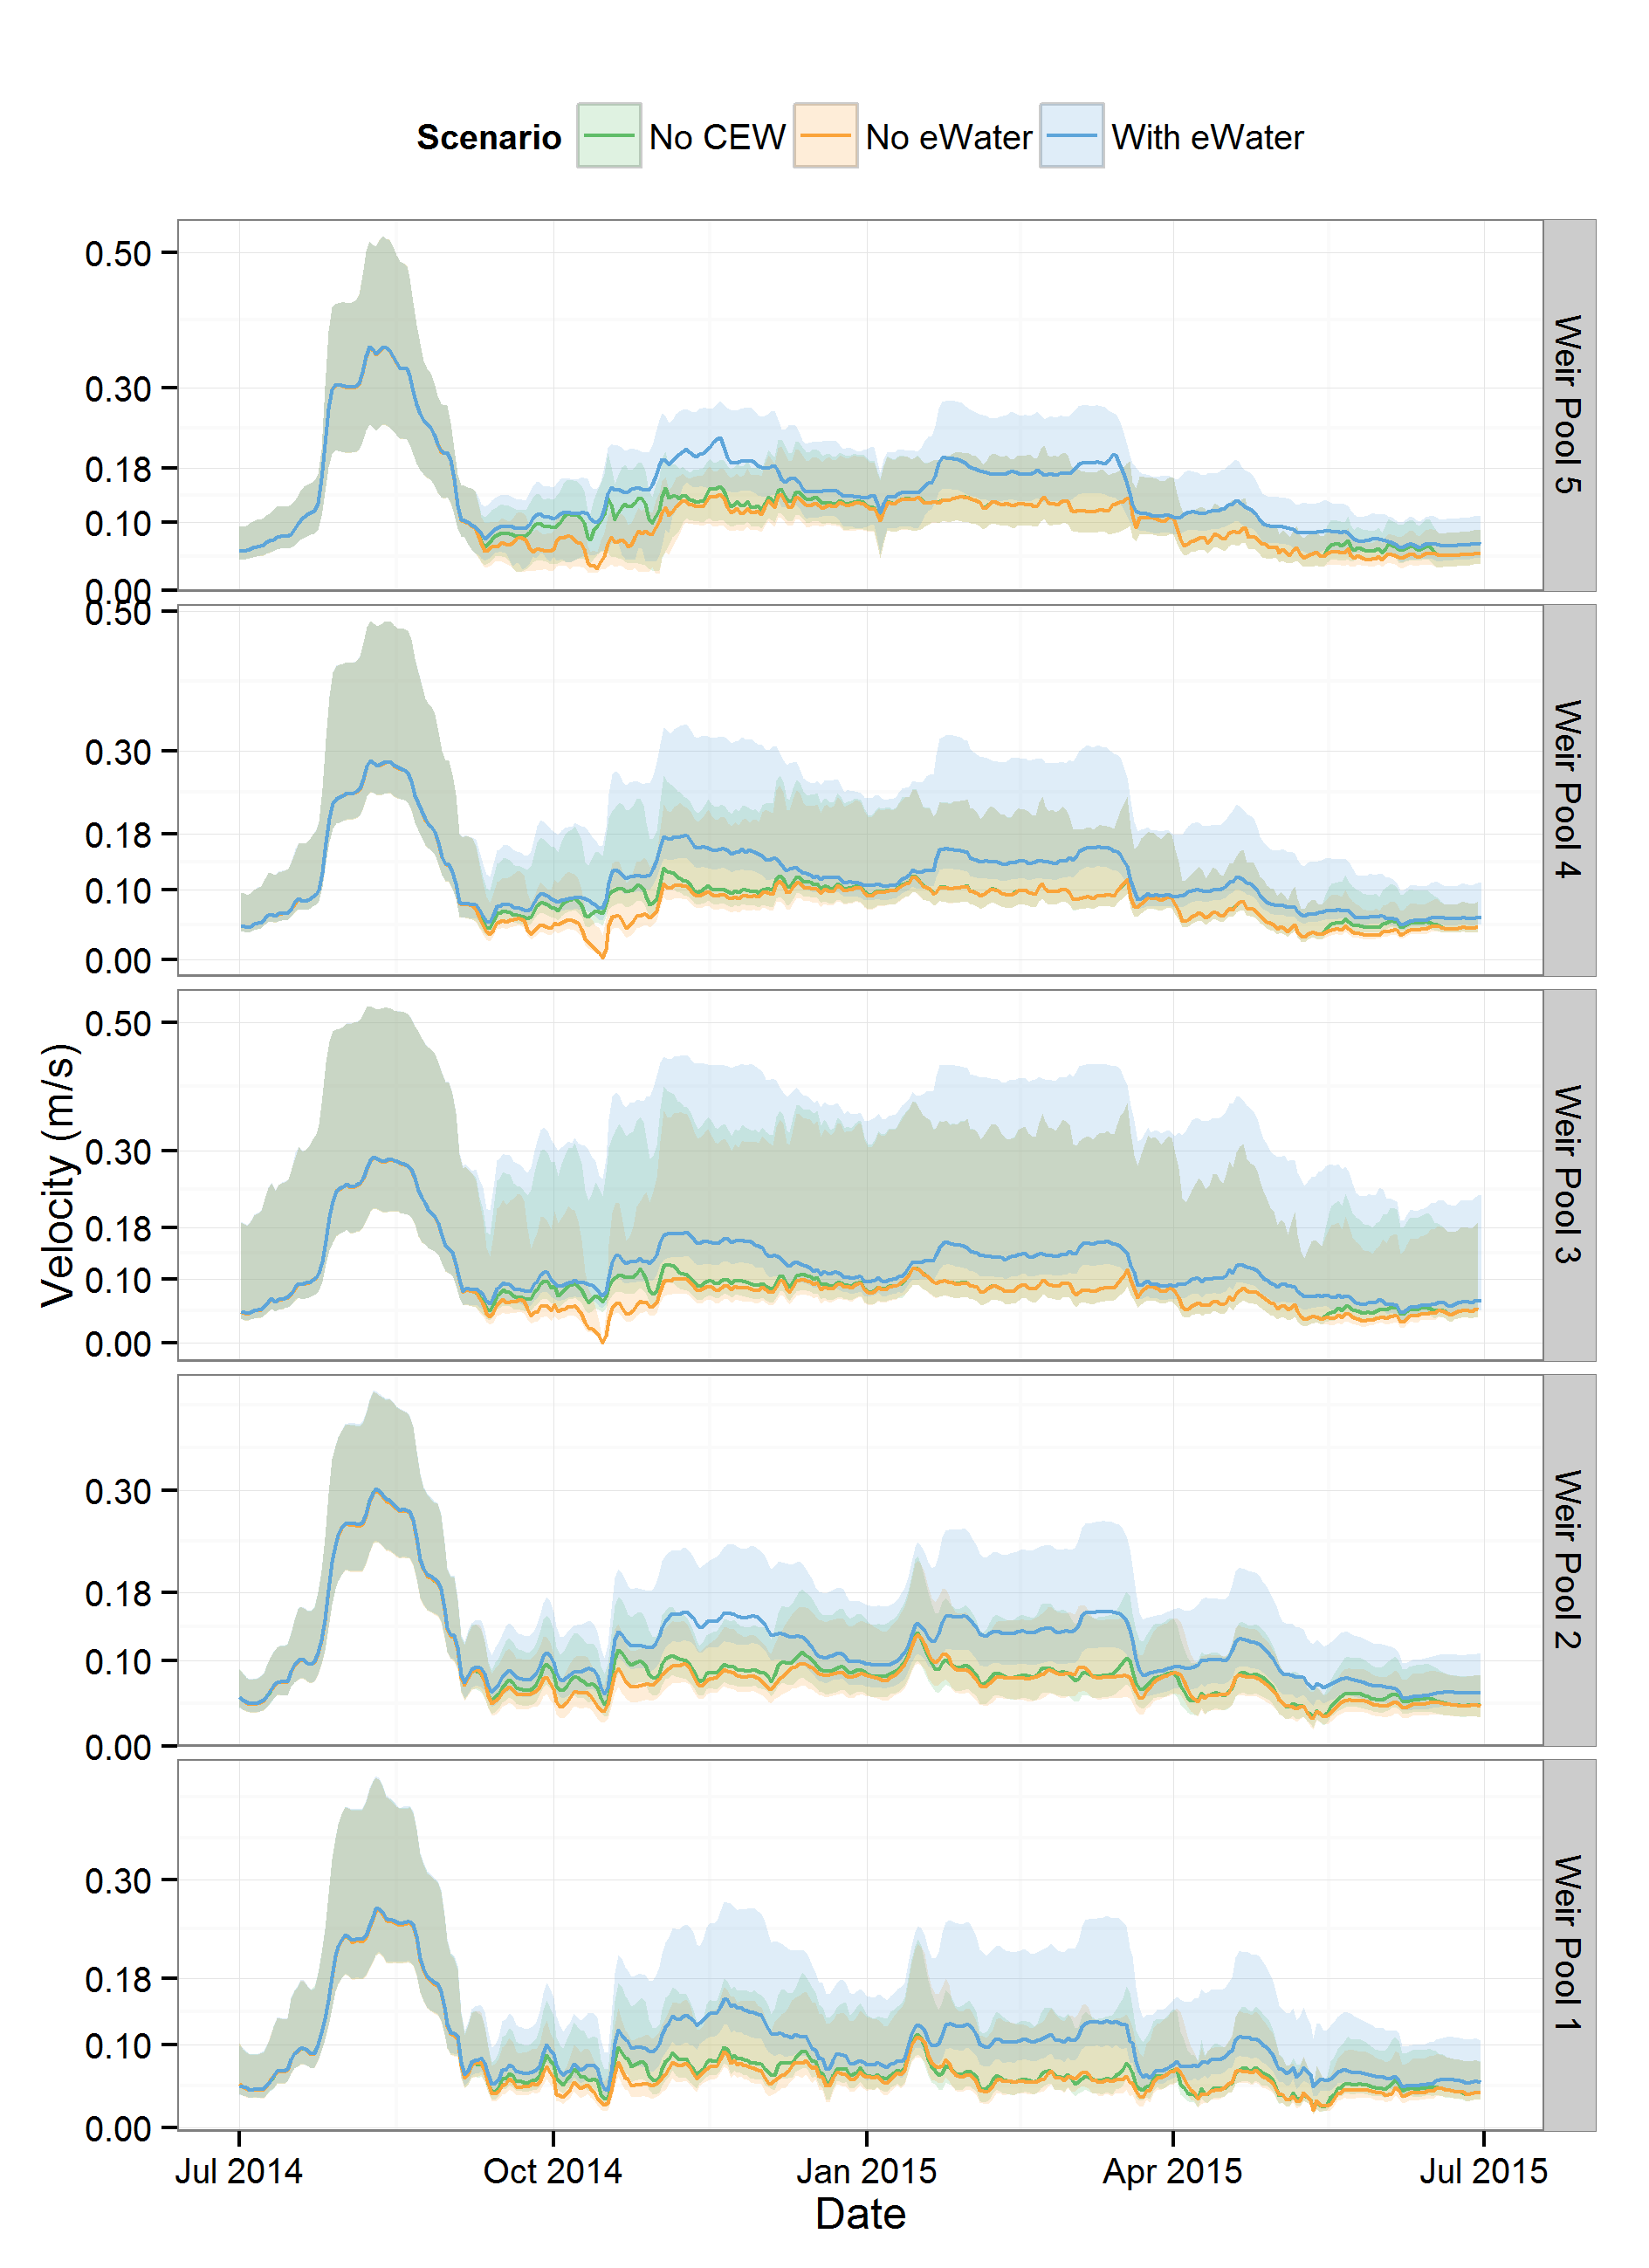 Scenario No CEW No eWater With eWater
0.50
0.30
0.18
0.10
0.00
Weir Pool 5
0.50
0.30
0.18
0.10
0.00
Weir Pool 4
Velocity (m/s)
0.50
0.30
0.18
0.10
0.00
Weir Pool 3
0.30
0.18
0.10
0.00
Weir Pool 2
0.30
0.18
0.10
0.00
Weir Pool 1
Jul 2014 Oct 2014 Jan 2015 Apr 2015 Jul 2015
Date